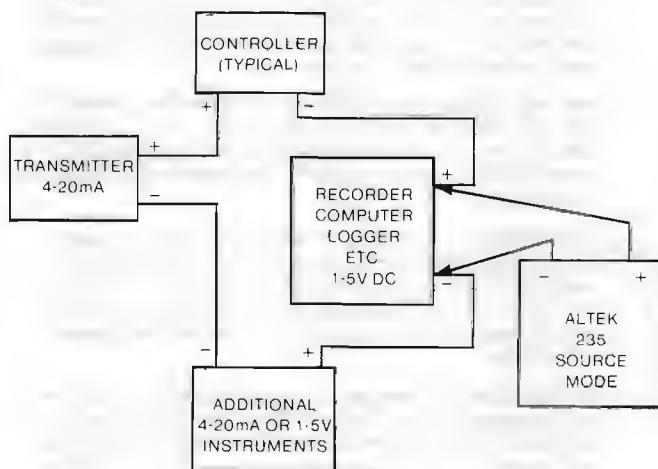 CONTROLLER
(TYPICAL)
+
−
+
TRANSMITTER
4-20mA
−
+
RECORDER
COMPUTER
LOGGER
ETC
1-5V DC
−
−
+
ALTEK
235
SOURCE
MODE
−
+
ADDITIONAL
4-20mA OR 1-5V
INSTRUMENTS